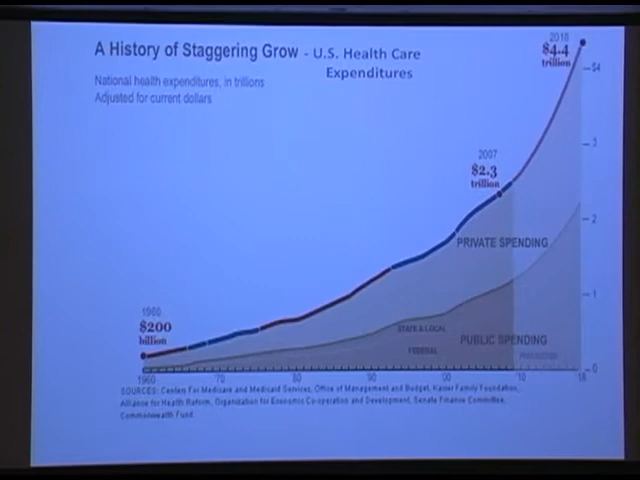 A History of Staggering Grow - U.S. Health Care
Expenditures
National health expenditures, in trillions
Adjusted for current dollars
2018
$4.4
trillion
$4
3
2007
$2.3
trillion
2
PRIVATE SPENDING
1960
$200
billion
1
STATE & LOCAL
PUBLIC SPENDING
FEDERAL
PROJECTED
0
1960 '70 '80 '90 '00 '10 18
SOURCES: Centers For Medicare and Medicaid Services, Office of Management and Budget, Kaiser Family Foundation,
Alliance for Health Reform, Organization for Economic Co-operation and Development, Senate Finance Committee,
Commonwealth Fund